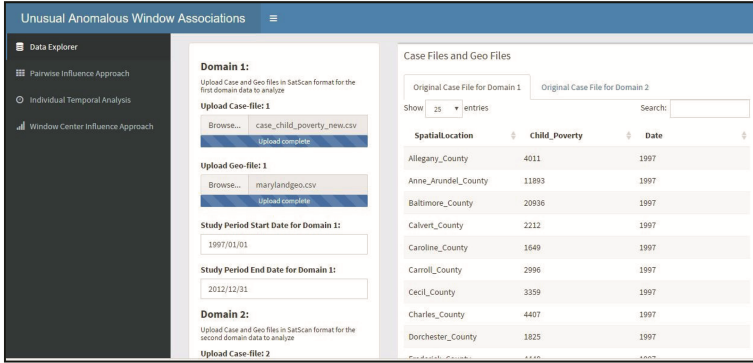 Unusual Anomalous Window Associations
Data Explorer
Pairwise Influence Approach
Individual Temporal Analysis
Window Center Influence Approach
Domain 1:
Upload Case and Geo files in SatScan format for the
first domain data to analyze
Upload Case-file: 1
Browse... case_child_poverty_new.csv
Upload complete
Upload Geo-file: 1
Browse... marylandgeo.csv
Upload complete
Study Period Start Date for Domain 1:
1997/01/01
Study Period End Date for Domain 1:
2012/12/31
Domain 2:
Upload Case and Geo files in SatScan format for the
second domain data to analyze
Upload Case-file: 2
Case Files and Geo Files
Original Case File for Domain 1 Original Case File for Domain 2
Show 25 entries Search:
SpatialLocation Child_Poverty Date
Allegany_County 4011 1997
Anne_Arundel_County 11893 1997
Baltimore_County 20936 1997
Calvert_County 2212 1997
Caroline_County 1649 1997
Carroll_County 2996 1997
Cecil_County 3359 1997
Charles_County 4407 1997
Dorchester_County 1825 1997